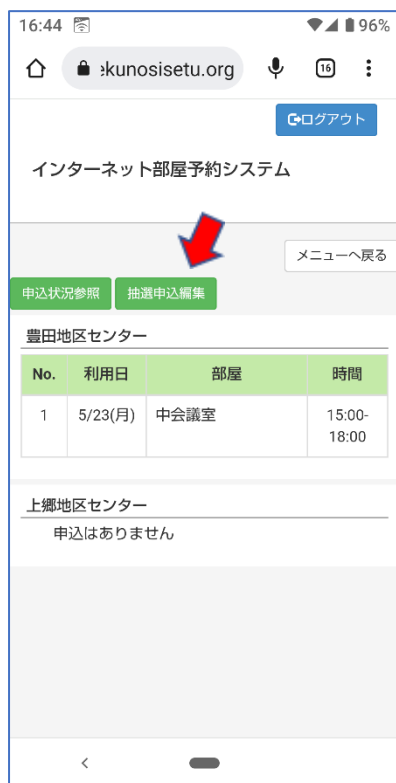 16:44 96%
ekunosisetu.org 16
ログアウト
インターネット部屋予約システム
メニューへ戻る
申込状況参照 抽選申込編集
豊田地区センター
No. 利用日 部屋 時間
1 5/23(月) 中会議室 15:00-
18:00
上郷地区センター
申込はありません